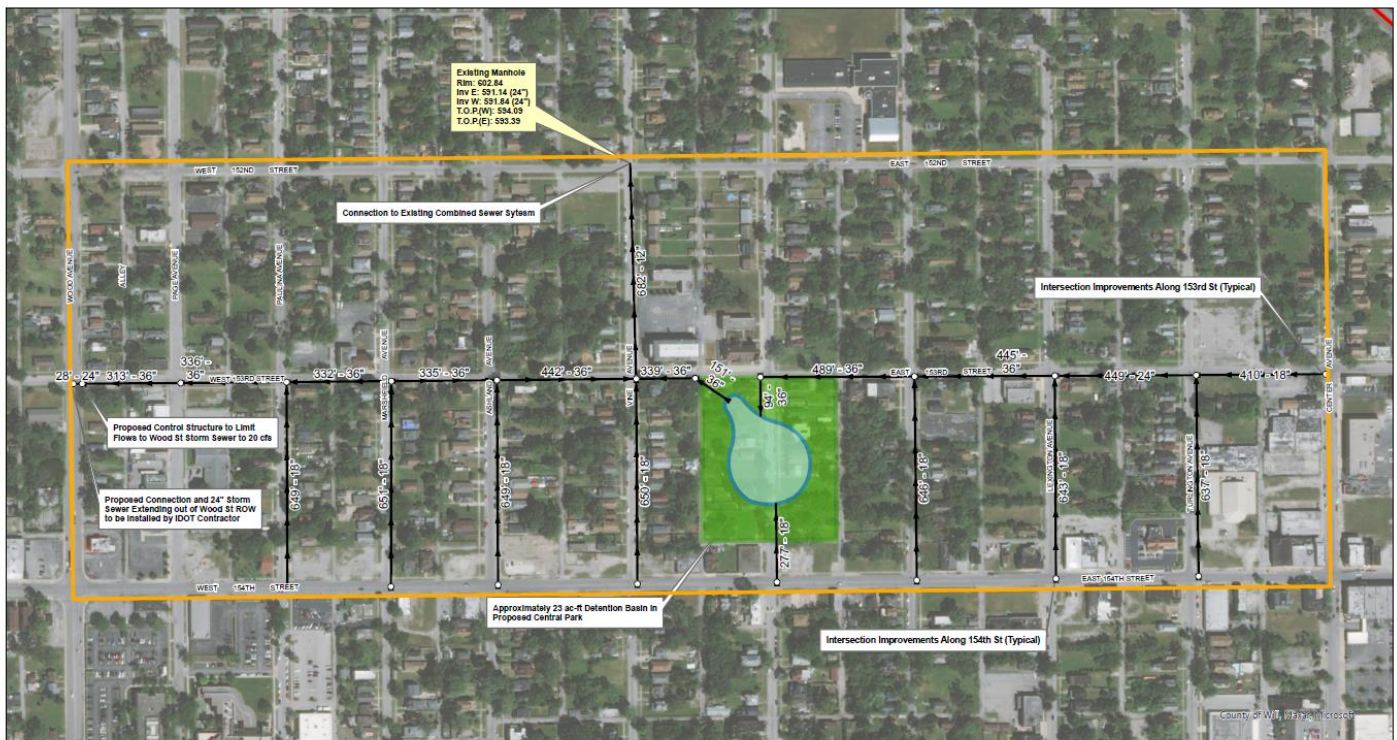 Existing Manhole
Rim: 602.84
Inv E: 591.14 (24")
Inv W: 591.84 (24")
T.O.P.(W): 594.09
T.O.P.(E): 593.39
WEST 152ND STREET
EAST 152ND STREET
Connection to Existing Combined Sewer Sytesm
WOOD AVENUE
ALLEY
PAGE AVENUE
PAULINA AVENUE
MARSHFIELD AVENUE
ASHLAND AVENUE
VINE AVENUE
682' - 12"
Intersection Improvements Along 153rd St (Typical)
CENTER AVENUE
28' - 24"
313' - 36"
336' - 36"
WEST 153RD STREET
332' - 36"
335' - 36"
442' - 36"
339' - 36"
151' - 36"
94' - 36"
489' - 36"
EAST 153RD STREET
445' - 36"
449' - 24"
410' - 18"
Proposed Control Structure to Limit
Flows to Wood St Storm Sewer to 20 cfs
Proposed Connection and 24" Storm
Sewer Extending out of Wood St ROW
to be Installed by IDOT Contractor
649' - 18"
651' - 18"
649' - 18"
650' - 18"
277' - 18"
646' - 18"
LEXINGTON AVENUE
643' - 18"
TURLINGTON AVENUE
637' - 18"
WEST 154TH STREET
EAST 154TH STREET
Approximately 23 ac-ft Detention Basin in
Proposed Central Park
Intersection Improvements Along 154th St (Typical)
County of Will, Maxar, Microsoft